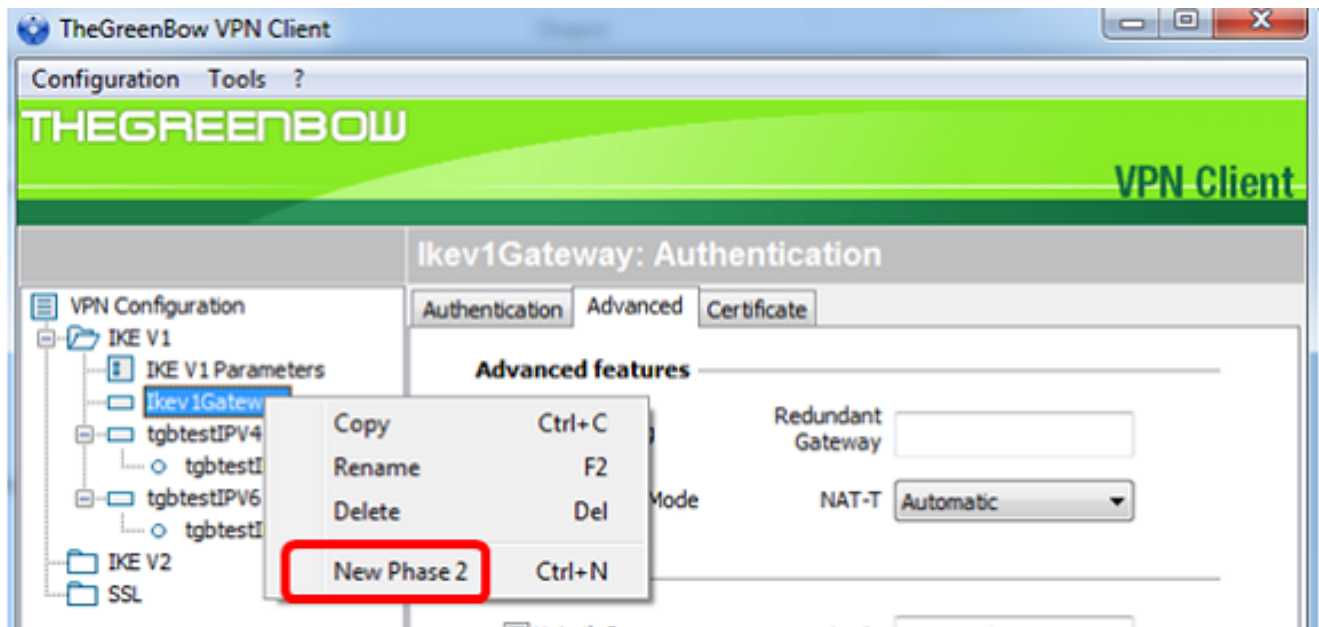 TheGreenBow VPN Client
Configuration Tools ?
THEGREENBOW
VPN Client
Ikev1Gateway: Authentication
VPN Configuration
IKE V1
IKE V1 Parameters
Ikev1Gatew
tgbtestIPV4
tgbtestI
tgbtestIPV6
tgbtestI
IKE V2
SSL
Authentication Advanced Certificate
Advanced features
Redundant
Gateway
Mode NAT-T Automatic
Copy Ctrl+C
Rename F2
Delete Del
New Phase 2 Ctrl+N